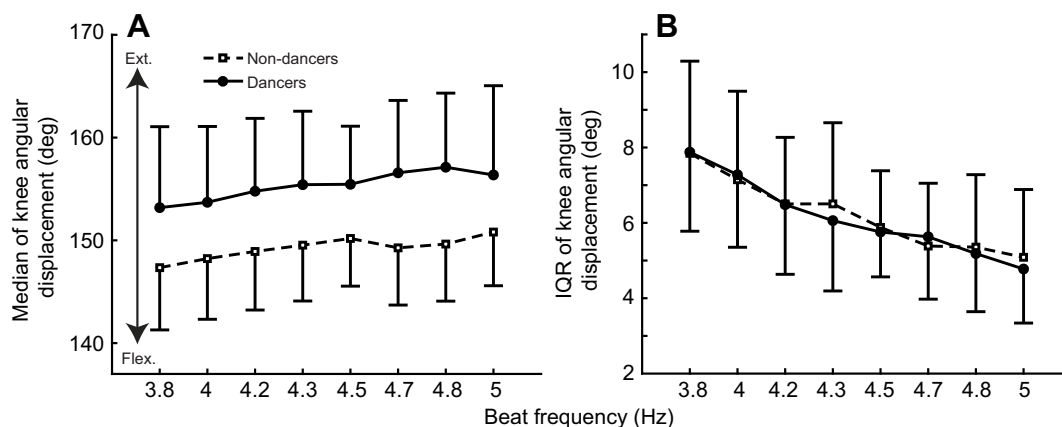 A
Median of knee angular
displacement (deg)
170
160
150
140
Ext.
Flex.
Non-dancers
Dancers
3.8 4 4.2 4.3 4.5 4.7 4.8 5
B
IQR of knee angular
displacement (deg)
10
8
6
4
2
3.8 4 4.2 4.3 4.5 4.7 4.8 5
Beat frequency (Hz)